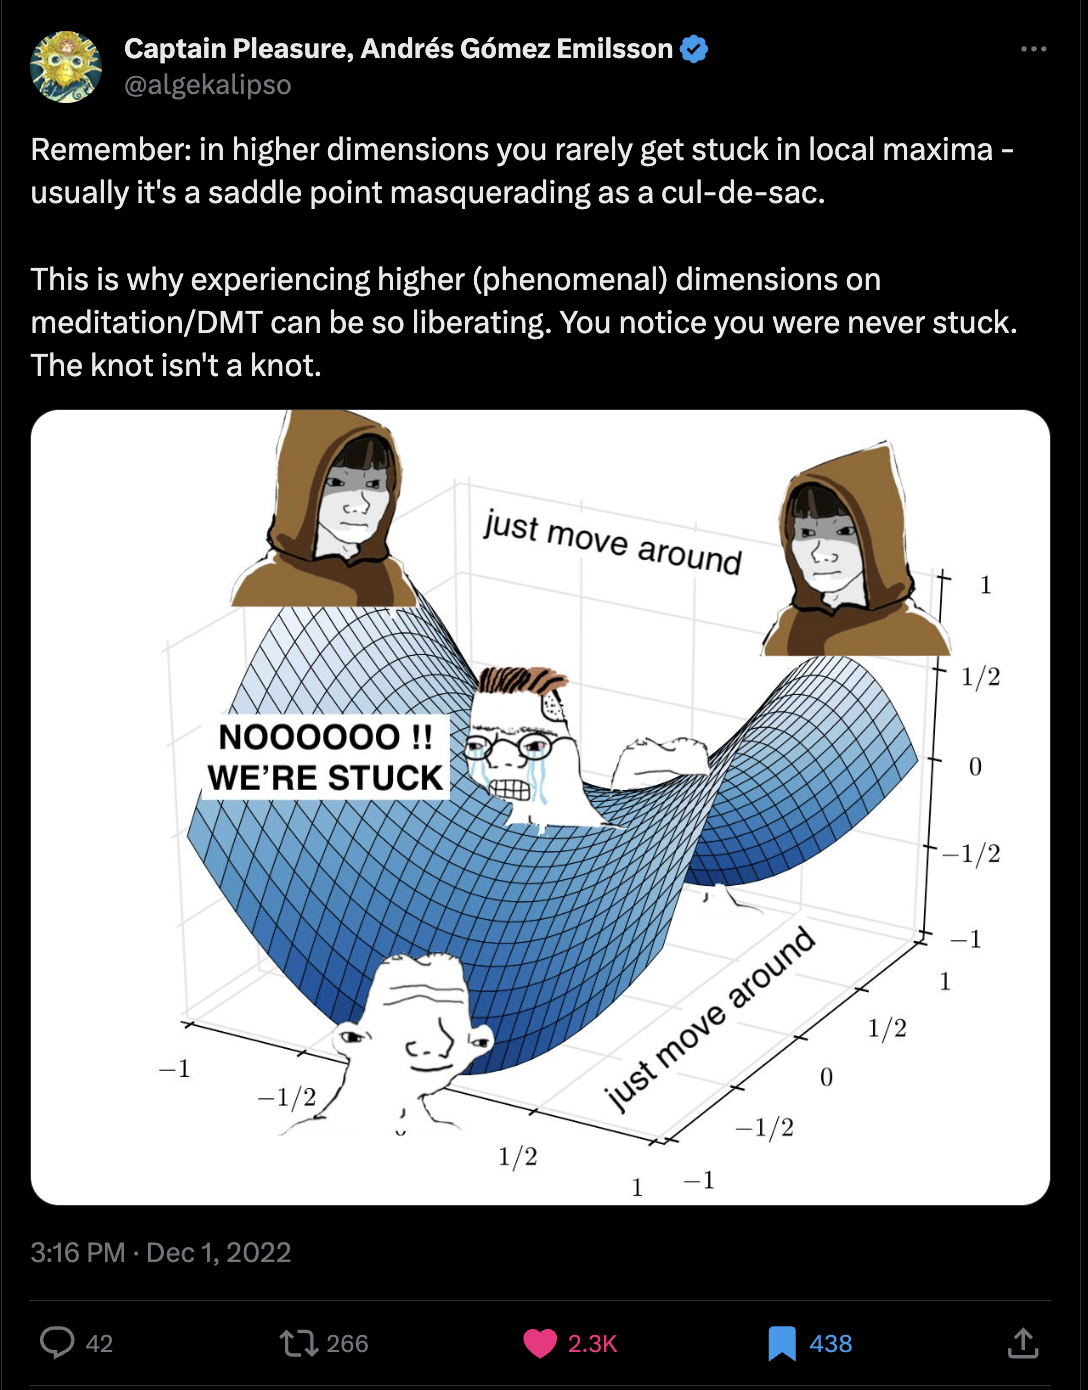 Captain Pleasure, Andrés Gómez Emilsson
@algekalipso
Remember: in higher dimensions you rarely get stuck in local maxima -
usually it's a saddle point masquerading as a cul-de-sac.
This is why experiencing higher (phenomenal) dimensions on
meditation/DMT can be so liberating. You notice you were never stuck.
The knot isn't a knot.
just move around
1
1/2
NOOOOOO !!
WE'RE STUCK
0
−1/2
−1
1
just move around
1/2
0
−1/2
−1
−1
−1/2
1/2
1
3:16 PM · Dec 1, 2022
42
266
2.3K
438